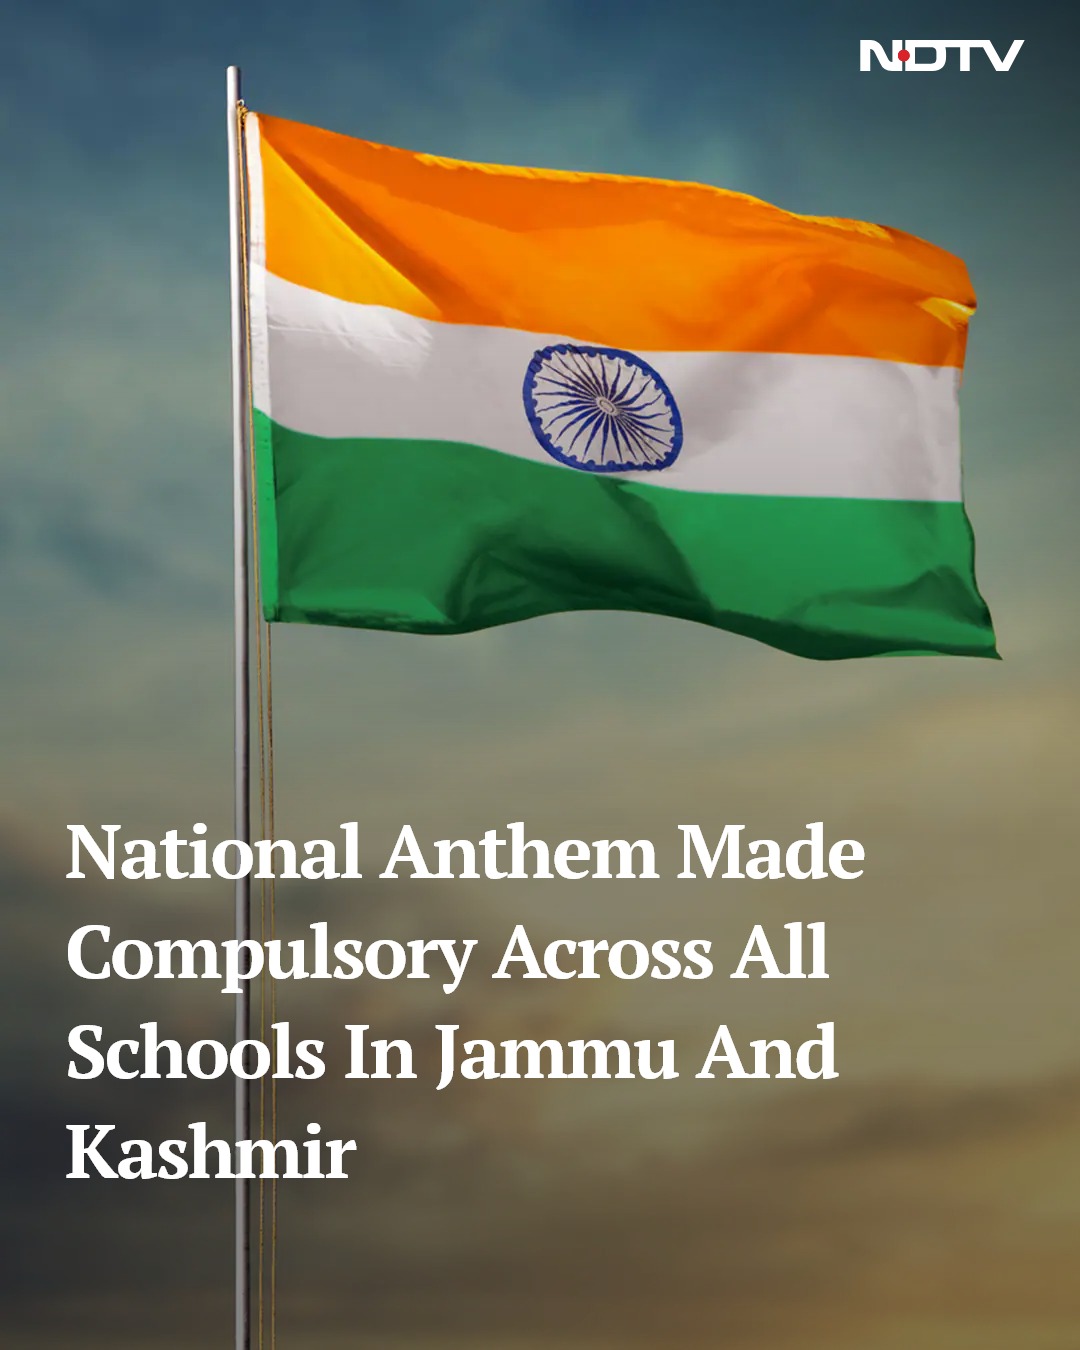 NDTV
National Anthem Made
Compulsory Across All
Schools In Jammu And
Kashmir